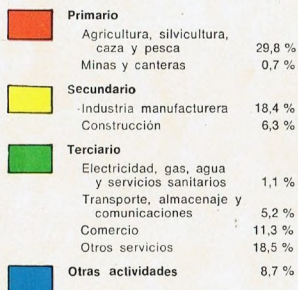 Primario
Agricultura, silvicultura,
caza y pesca 29,8 %
Minas y canteras 0,7 %
Secundario
Industria manufacturera 18,4 %
Construcción 6,3 %
Terciario
Electricidad, gas, agua
y servicios sanitarios 1,1 %
Transporte, almacenaje y
comunicaciones 5,2 %
Comercio 11,3 %
Otros servicios 18,5 %
Otras actividades 8,7 %